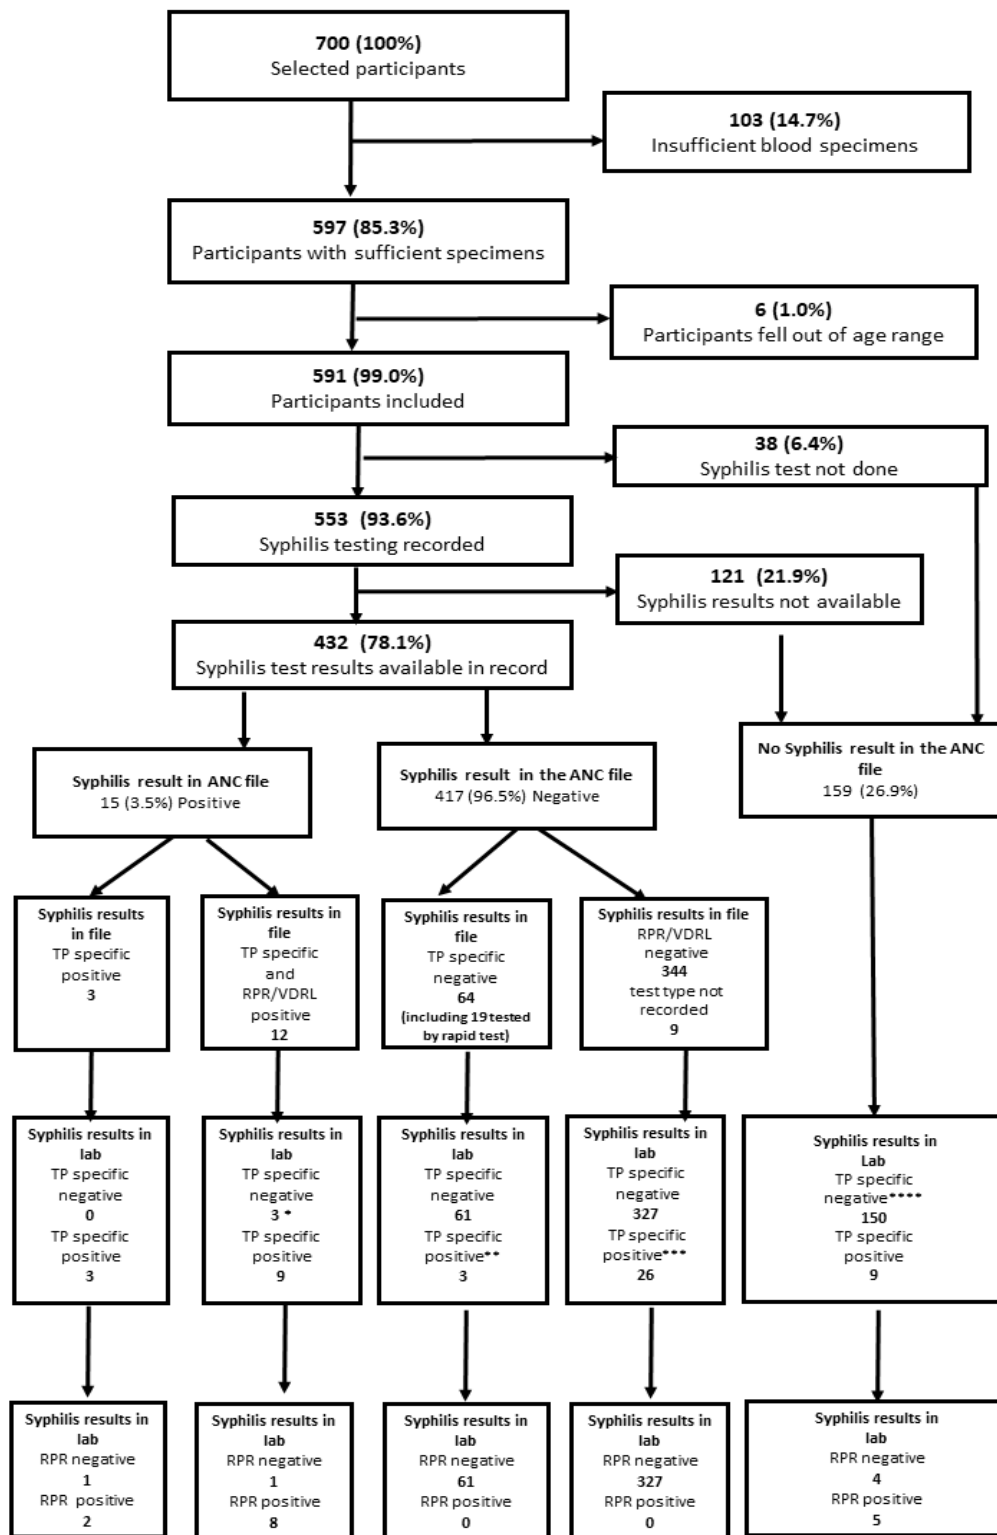 700 (100%)
Selected participants
103 (14.7%)
Insufficient blood specimens
597 (85.3%)
Participants with sufficient specimens
6 (1.0%)
Participants fell out of age range
591 (99.0%)
Participants included
38 (6.4%)
Syphilis test not done
553 (93.6%)
Syphilis testing recorded
121 (21.9%)
Syphilis results not available
432 (78.1%)
Syphilis test results available in record
Syphilis result in ANC file
15 (3.5%) Positive
Syphilis result in the ANC file
417 (96.5%) Negative
No Syphilis result in the ANC
file
159 (26.9%)
Syphilis results
in file
TP specific
positive
3
Syphilis results in
file
TP specific
and
RPR/VDRL
positive
12
Syphilis results in
file
TP specific
negative
64
(including 19 tested
by rapid test)
Syphilis results in file
RPR/VDRL
negative
344
test type not
recorded
9
Syphilis results in
lab
TP specific
negative
0
TP specific
positive
3
Syphilis results in
lab
TP specific
negative
3 *
TP specific
positive
9
Syphilis results in
lab
TP specific
negative
61
TP specific
positive**
3
Syphilis results in
lab
TP specific
negative
327
TP specific
positive***
26
Syphilis results in
Lab
TP specific
negative****
150
TP specific
positive
9
Syphilis results in
lab
RPR negative
1
RPR positive
2
Syphilis results in
lab
RPR negative
1
RPR positive
8
Syphilis results in
lab
RPR negative
61
RPR positive
0
Syphilis results in
lab
RPR negative
327
RPR positive
0
Syphilis results in
lab
RPR negative
4
RPR positive
5